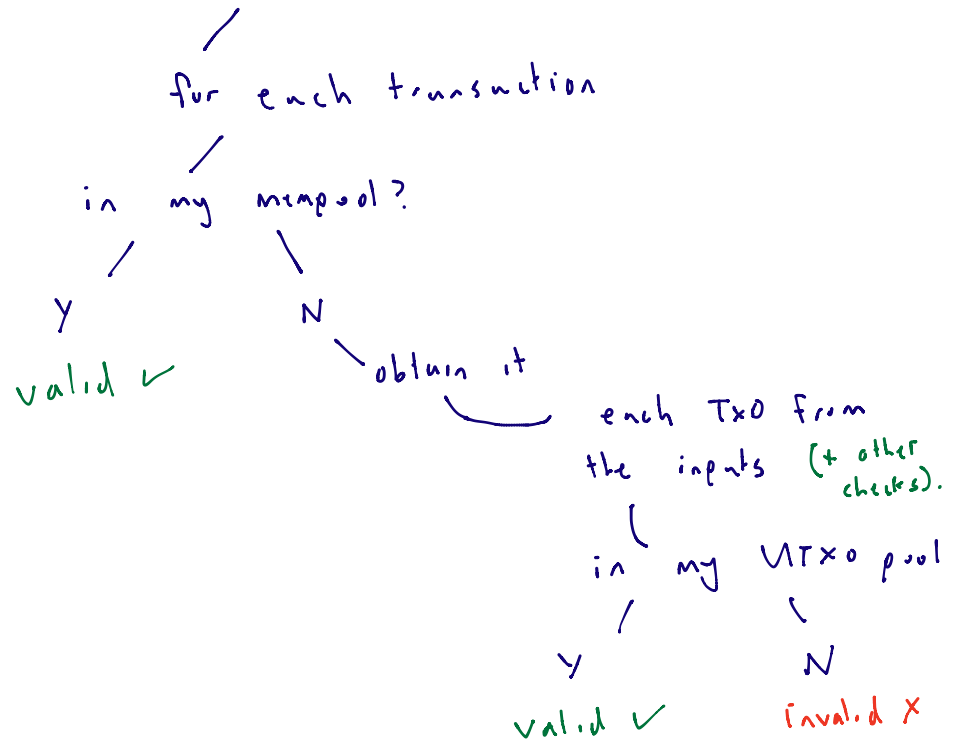 for each transaction
in my mempool?
Y
N
valid ✓
obtain it
each TxO from
the inputs (+ other
checks).
in my UTXO pool
Y
N
valid ✓
invalid ✗